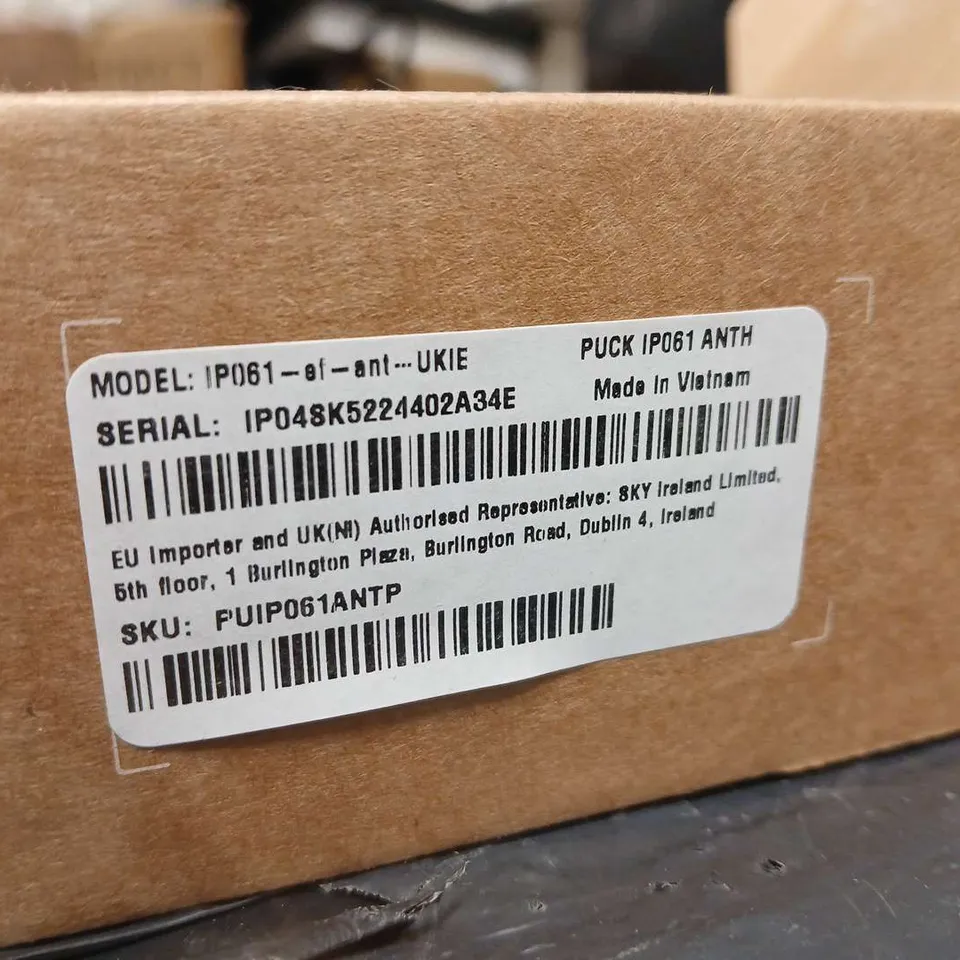 MODEL: IP061-ef-ant---UKIE
PUCK IP061 ANTH
SERIAL: IP048K5224402A34E
Made in Vietnam
EU Importer and UK(NI) Authorised Representative: SKY Ireland Limited,
5th floor, 1 Burlington Plaza, Burlington Road, Dublin 4, Ireland
SKU: PUIP061ANTP